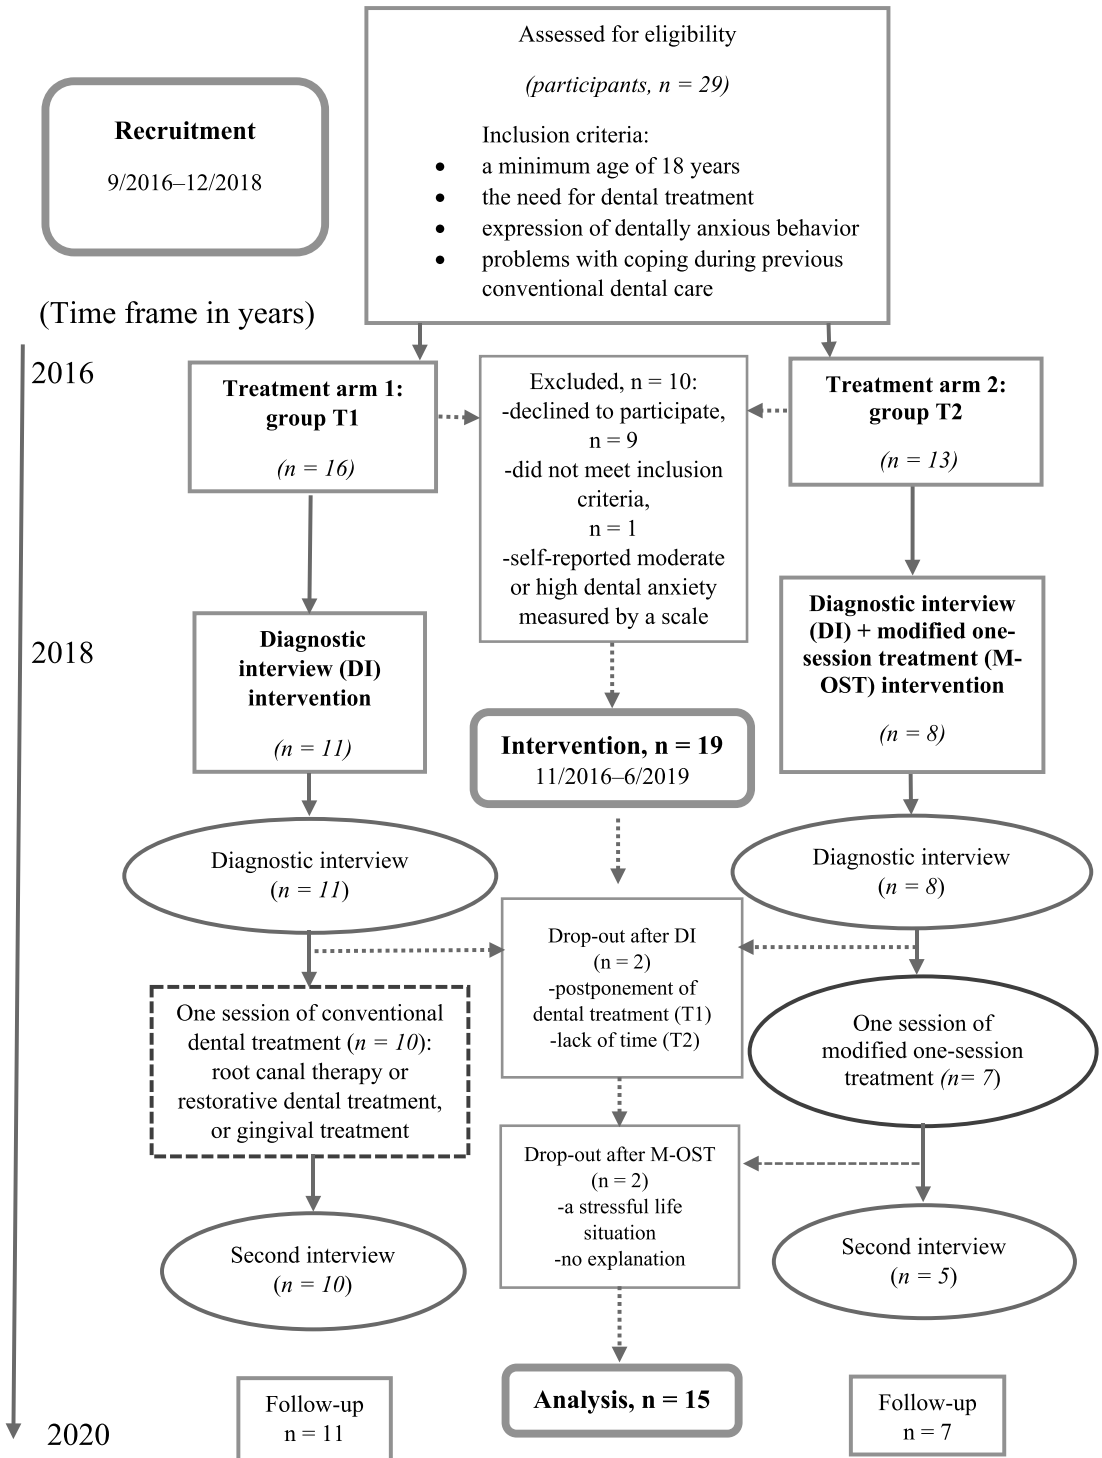 Assessed for eligibility
(participants, n = 29)
Inclusion criteria:
• a minimum age of 18 years
• the need for dental treatment
• expression of dentally anxious behavior
• problems with coping during previous
conventional dental care
Recruitment
9/2016–12/2018
(Time frame in years)
2016
Treatment arm 1:
group T1
(n = 16)
Excluded, n = 10:
-declined to participate,
n = 9
-did not meet inclusion
criteria,
n = 1
-self-reported moderate
or high dental anxiety
measured by a scale
Treatment arm 2:
group T2
(n = 13)
2018
Diagnostic
interview (DI)
intervention
(n = 11)
Diagnostic interview
(DI) + modified one-
session treatment (M-
OST) intervention
(n = 8)
Intervention, n = 19
11/2016–6/2019
Diagnostic interview
(n = 11)
Diagnostic interview
(n = 8)
Drop-out after DI
(n = 2)
-postponement of
dental treatment (T1)
-lack of time (T2)
One session of conventional
dental treatment (n = 10):
root canal therapy or
restorative dental treatment,
or gingival treatment
One session of
modified one-session
treatment (n= 7)
Drop-out after M-OST
(n = 2)
-a stressful life
situation
-no explanation
Second interview
(n = 10)
Second interview
(n = 5)
Analysis, n = 15
Follow-up
n = 11
Follow-up
n = 7
2020